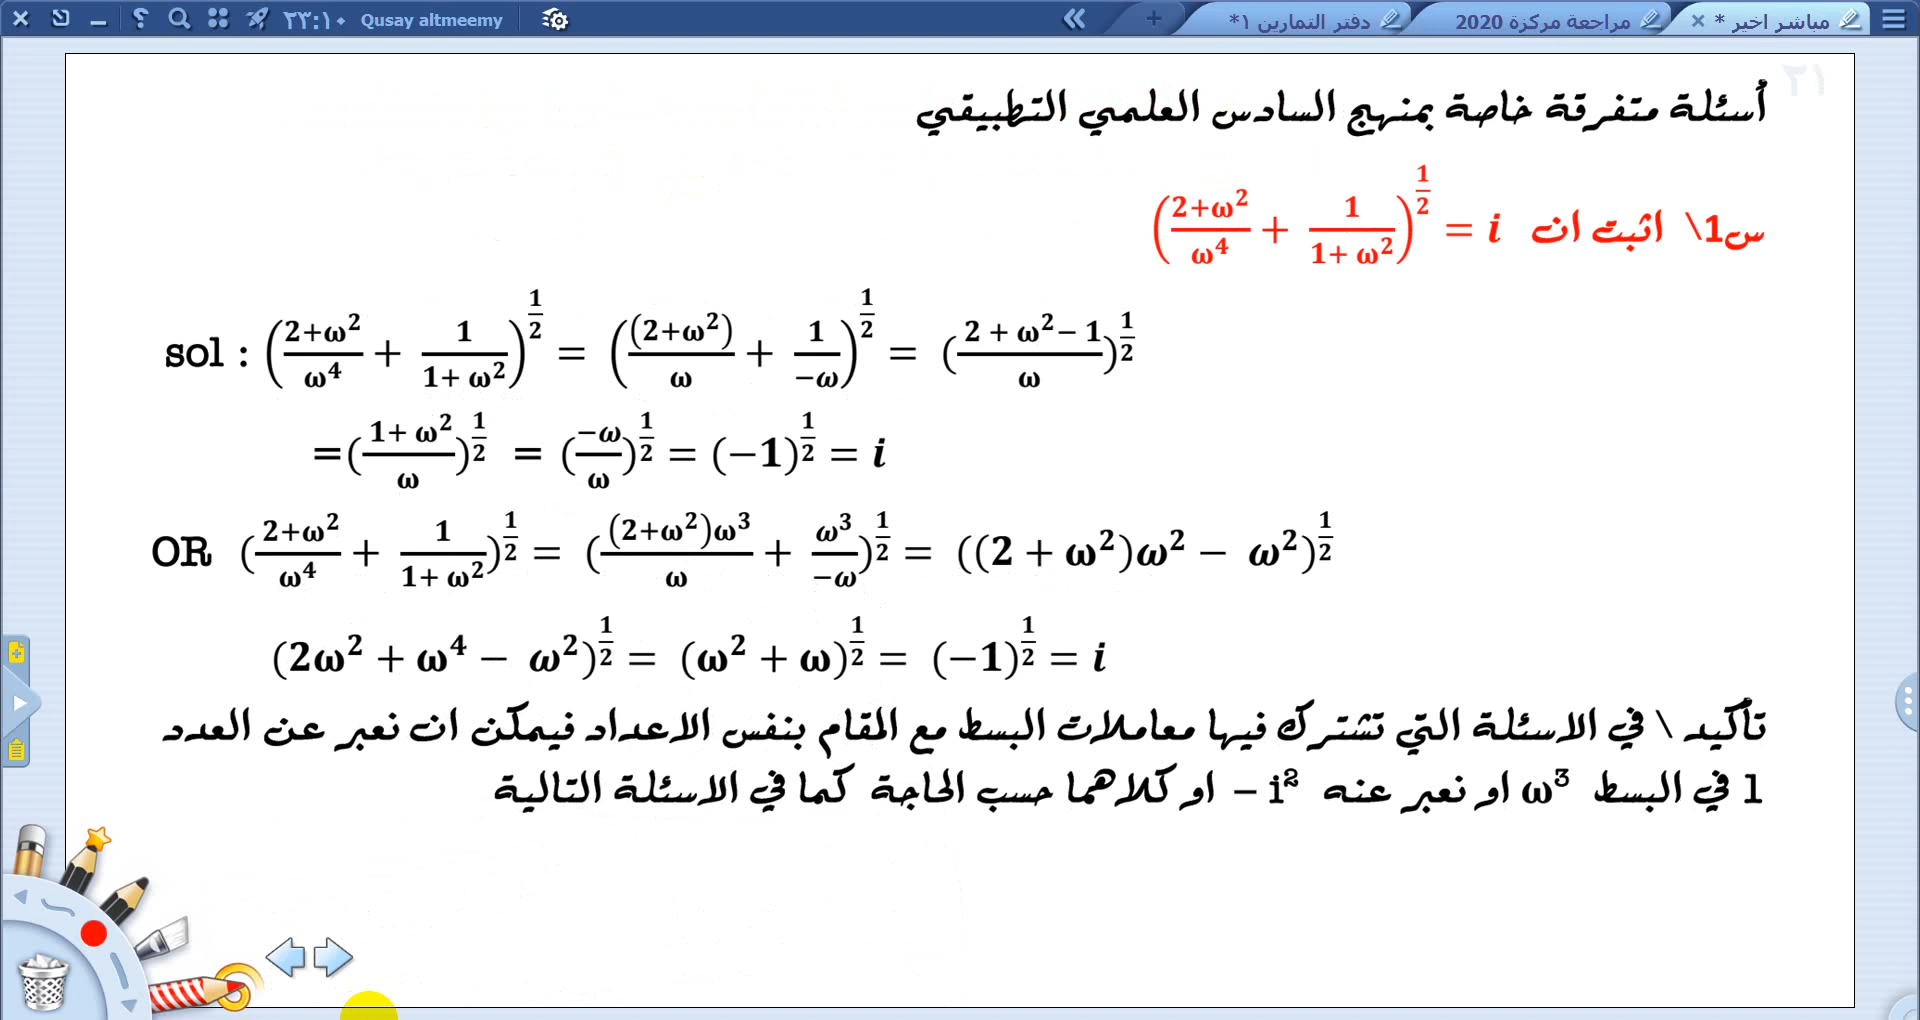 ٢٣:١٠ Qusay altmeemy
دفتر التمارين ١*
مراجعة مركزة 2020
مباشر اخير *
٢١
أسئلة متفرقة خاصة بمنهج السادس العلمي التطبيقي
س1\ اثبت ان (2+ω²/ω⁴ + 1/1+ ω²)^1/2 = i
sol : (2+ω²/ω⁴ + 1/1+ ω²)^1/2 = ((2+ω²)/ω + 1/−ω)^1/2 = (2 + ω² − 1/ω)^1/2
=(1+ ω²/ω)^1/2 = (−ω/ω)^1/2 = (−1)^1/2 = i
OR (2+ω²/ω⁴ + 1/1+ ω²)^1/2 = ((2+ω²)ω³/ω + ω³/−ω)^1/2 = ((2 + ω²)ω² − ω²)^1/2
(2ω² + ω⁴ − ω²)^1/2 = (ω² + ω)^1/2 = (−1)^1/2 = i
تأكيد \ في الاسئلة التي تشترك فيها معاملات البسط مع المقام بنفس الاعداد فيمكن ان نعبر عن العدد
1 في البسط ω³ او نعبر عنه −i² او كلاهما حسب الحاجة كما في الاسئلة التالية